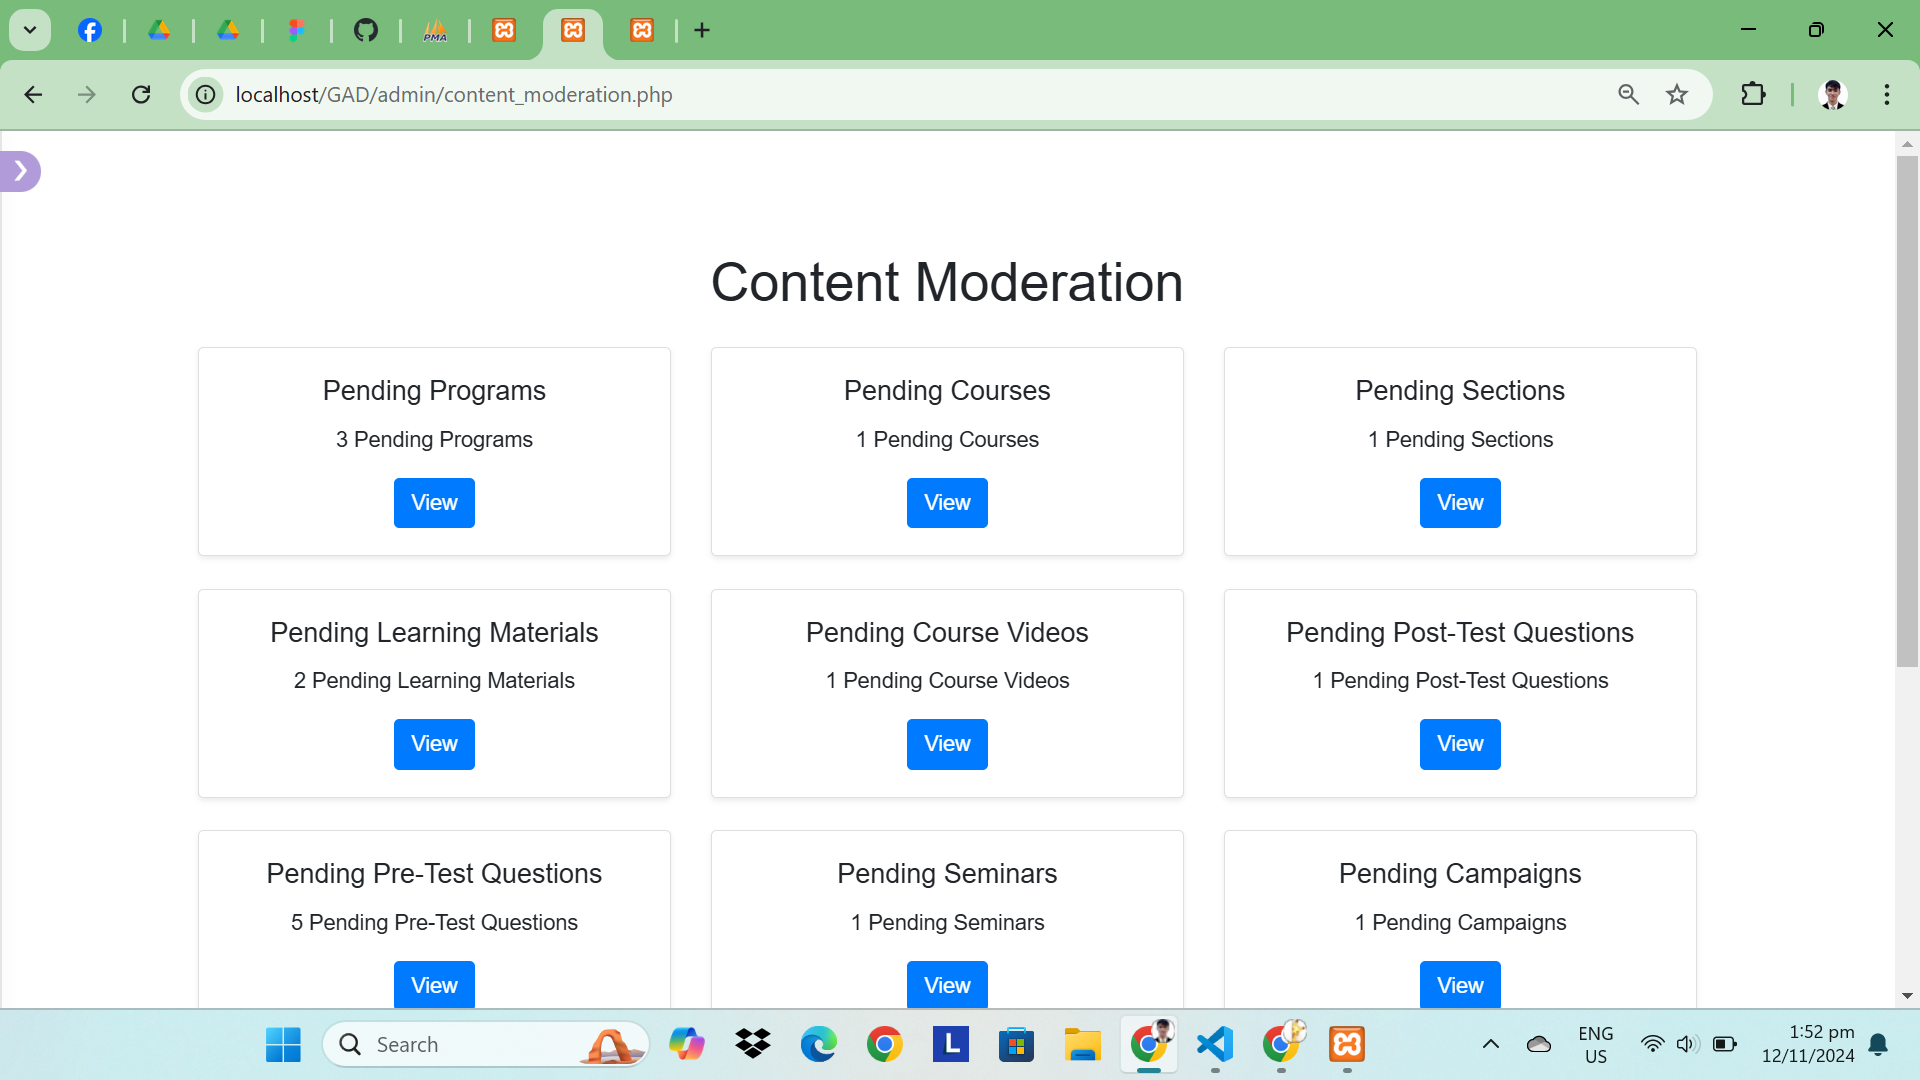 PMA
localhost/GAD/admin/content_moderation.php
Content Moderation
Pending Programs
3 Pending Programs
View
Pending Courses
1 Pending Courses
View
Pending Sections
1 Pending Sections
View
Pending Learning Materials
2 Pending Learning Materials
View
Pending Course Videos
1 Pending Course Videos
View
Pending Post-Test Questions
1 Pending Post-Test Questions
View
Pending Pre-Test Questions
5 Pending Pre-Test Questions
View
Pending Seminars
1 Pending Seminars
View
Pending Campaigns
1 Pending Campaigns
View
Search
L
ENG
US
1:52 pm
12/11/2024